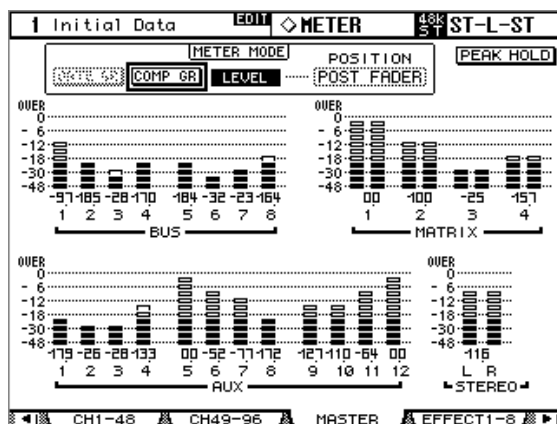 1 Initial Data EDIT ◇METER 48k ST ST-L-ST
METER MODE
POSITION
PEAK HOLD
COMP GR LEVEL POST FADER
OVER
0
-6
-12
-18
-30
-48
-97 -185 -28 -170 -184 -32 -23 -164
1 2 3 4 5 6 7 8
BUS
OVER
0
-6
-12
-18
-30
-48
00 -100 -25 -157
1 2 3 4
MATRIX
OVER
0
-6
-12
-18
-30
-48
-179 -26 -28 -133 00 -52 -77 -172 -127 -110 -64 00
1 2 3 4 5 6 7 8 9 10 11 12
AUX
OVER
0
-6
-12
-18
-30
-48
-116
L R
STEREO
CH1-48 CH49-96 MASTER EFFECT1-8